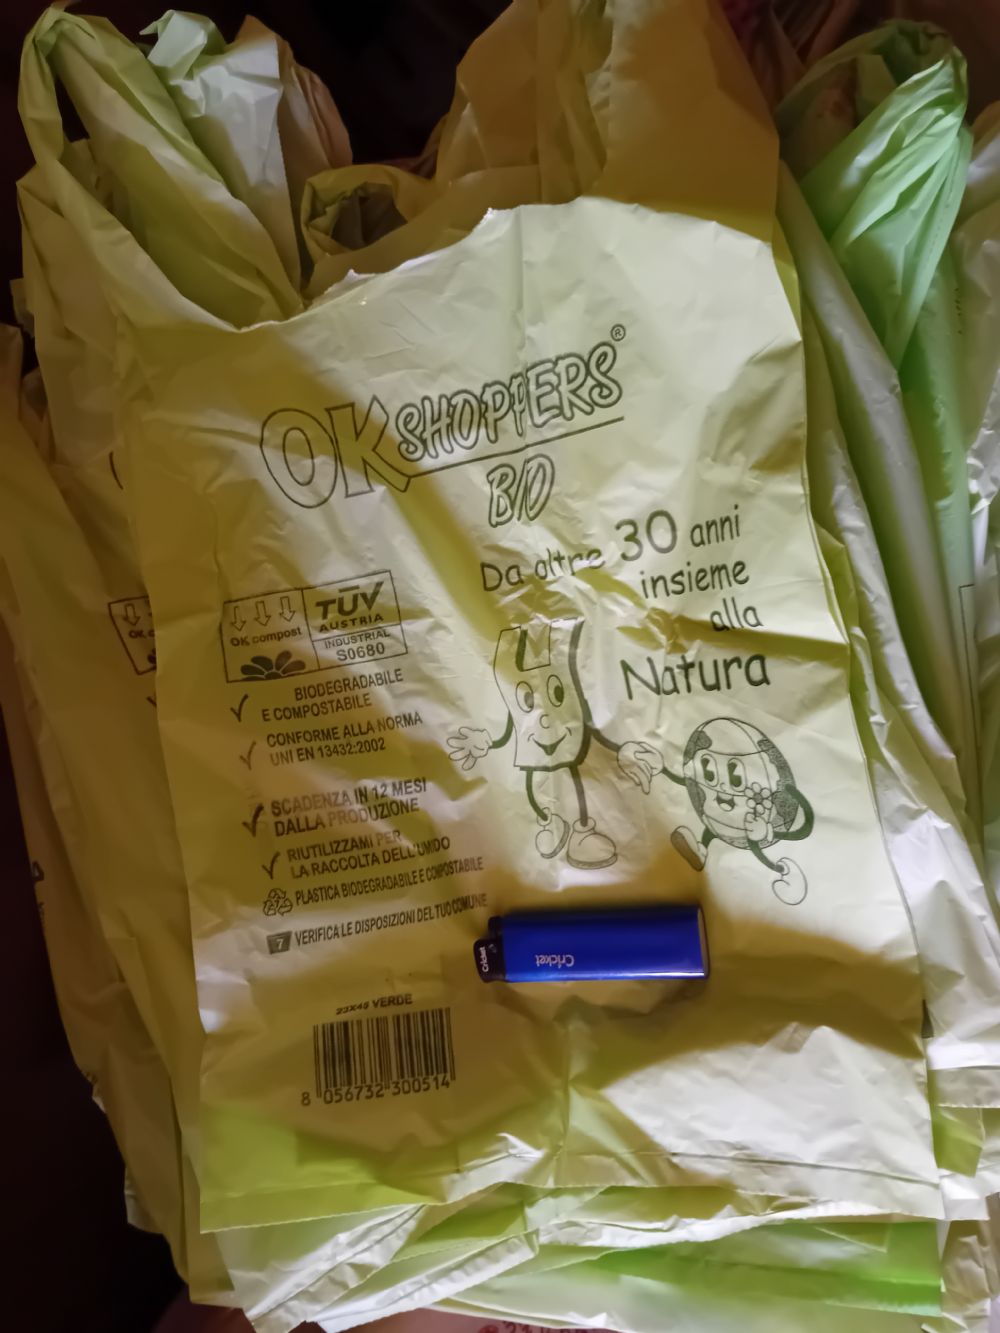 OK SHOPPERS®
BIO
Da oltre 30 anni
insieme
alla
Natura
OK compost
TÜV
AUSTRIA
INDUSTRIAL
S0680
BIODEGRADABILE
E COMPOSTABILE
CONFORME ALLA NORMA
UNI EN 13432:2002
SCADENZA IN 12 MESI
DALLA PRODUZIONE
RIUTILIZZAMI PER
LA RACCOLTA DELL'UMIDO
PLASTICA BIODEGRADABILE E COMPOSTABILE
7 VERIFICA LE DISPOSIZIONI DEL TUO COMUNE
Cricket
Cricket
23X45 VERDE
8 056732 300514